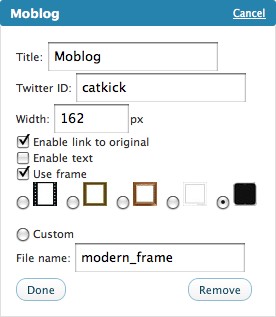 Moblog Cancel
Title: Moblog
Twitter ID: catkick
Width: 162 px
Enable link to original
Enable text
Use frame
Custom
File name: modern_frame
Done Remove